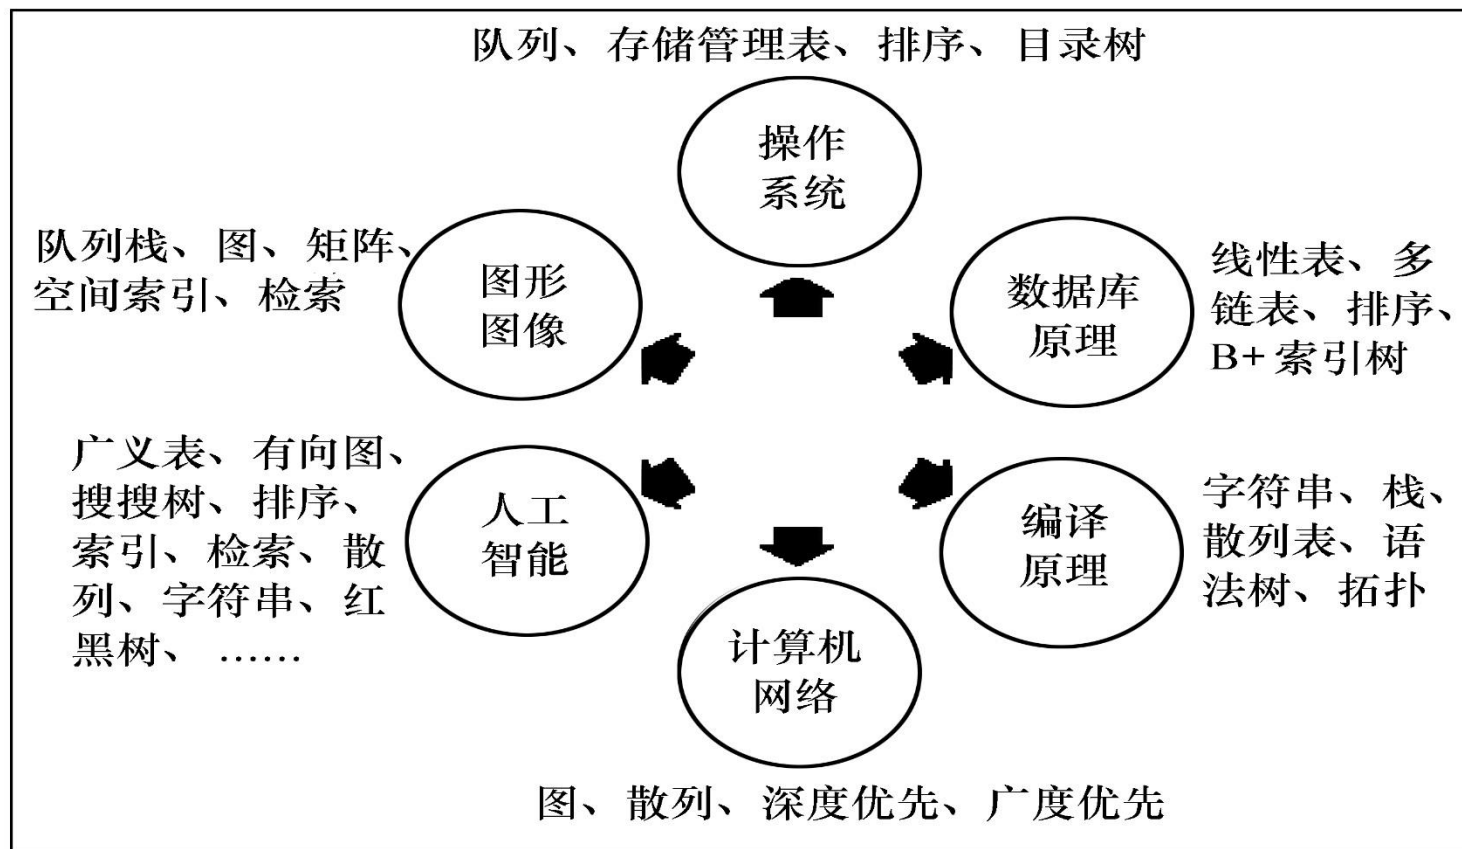 队列、存储管理表、排序、目录树
操作
系统
队列栈、图、矩阵、
空间索引、检索
图形
图像
数据库
原理
线性表、多
链表、排序、
B+索引树
广义表、有向图、
搜搜树、排序、
索引、检索、散
列、字符串、红
黑树、……
人工
智能
编译
原理
字符串、栈、
散列表、语
法树、拓扑
计算机
网络
图、散列、深度优先、广度优先